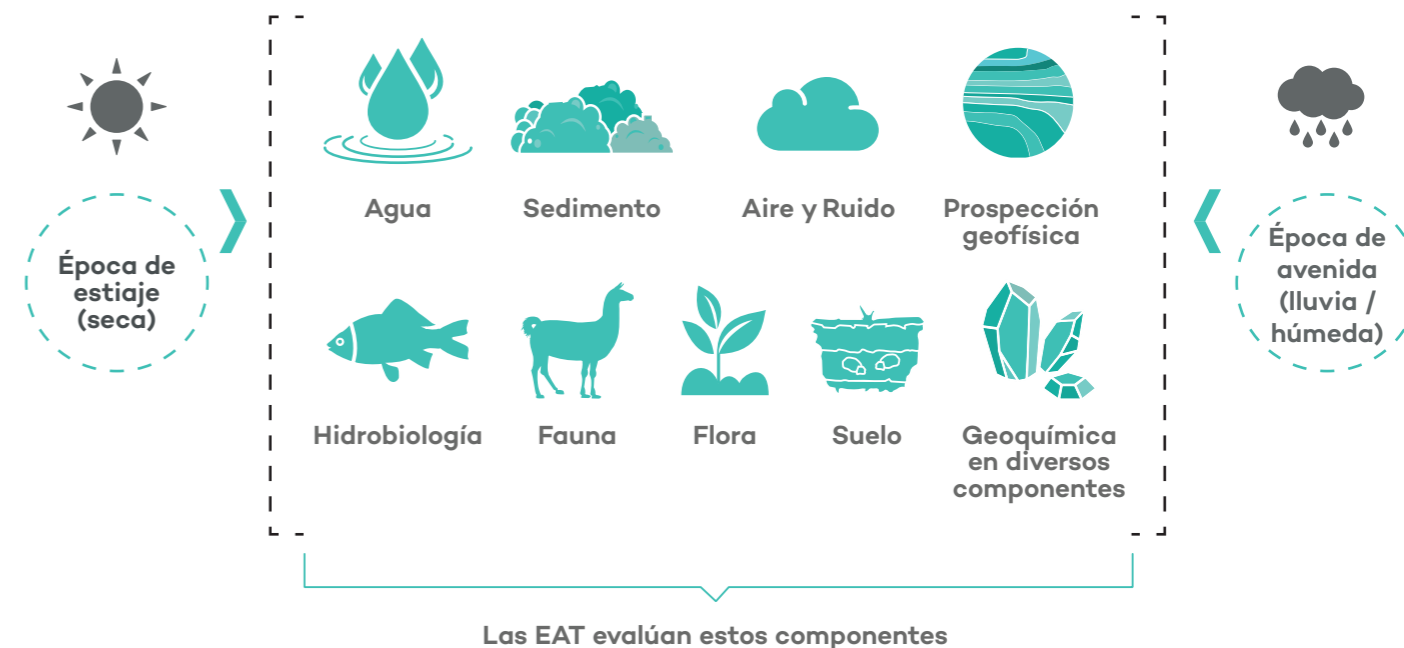 Agua
Sedimento
Aire y Ruido
Prospección
geofísica
Época de
estiaje
(seca)
Época de
avenida
(lluvia /
húmeda)
Hidrobiología
Fauna
Flora
Suelo
Geoquímica
en diversos
componentes
Las EAT evalúan estos componentes